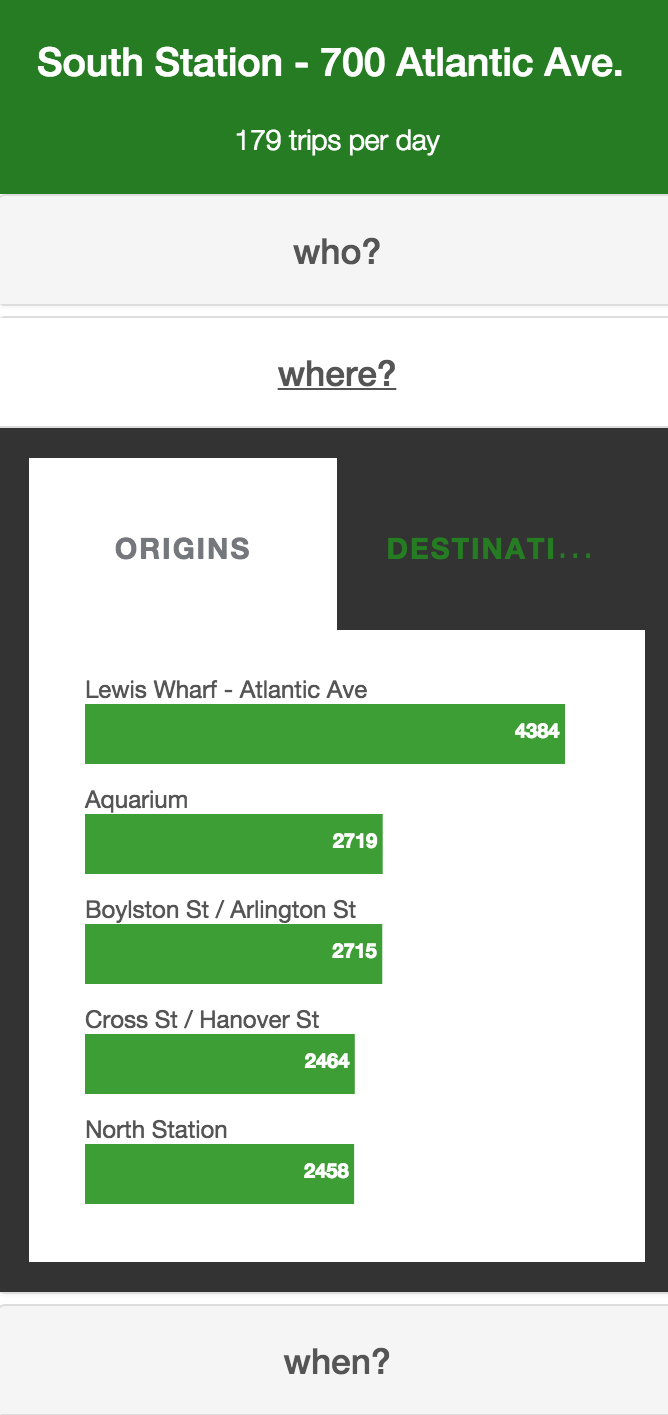 South Station - 700 Atlantic Ave.
179 trips per day
who?
where?
ORIGINS
DESTINATI...
Lewis Wharf - Atlantic Ave
4384
Aquarium
2719
Boylston St / Arlington St
2715
Cross St / Hanover St
2464
North Station
2458
when?